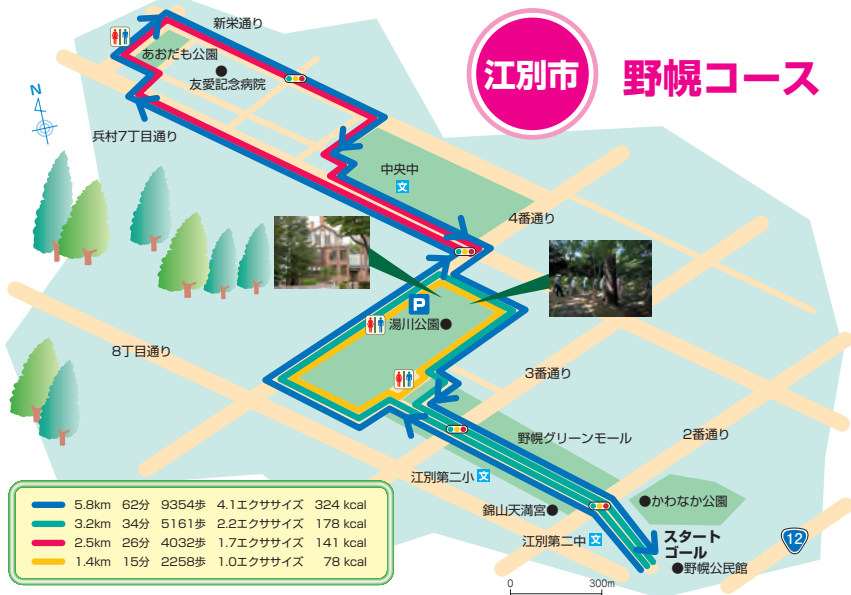 江別市 野幌コース
新栄通り
あおだも公園
友愛記念病院
N
兵村7丁目通り
中央中
文
4番通り
P
湯川公園
8丁目通り
3番通り
野幌グリーンモール
2番通り
江別第二小 文
かわなか公園
錦山天満宮
江別第二中 文
スタート
ゴール
野幌公民館
12
0 300m
5.8km 62分 9354歩 4.1エクササイズ 324 kcal
3.2km 34分 5161歩 2.2エクササイズ 178 kcal
2.5km 26分 4032歩 1.7エクササイズ 141 kcal
1.4km 15分 2258歩 1.0エクササイズ 78 kcal